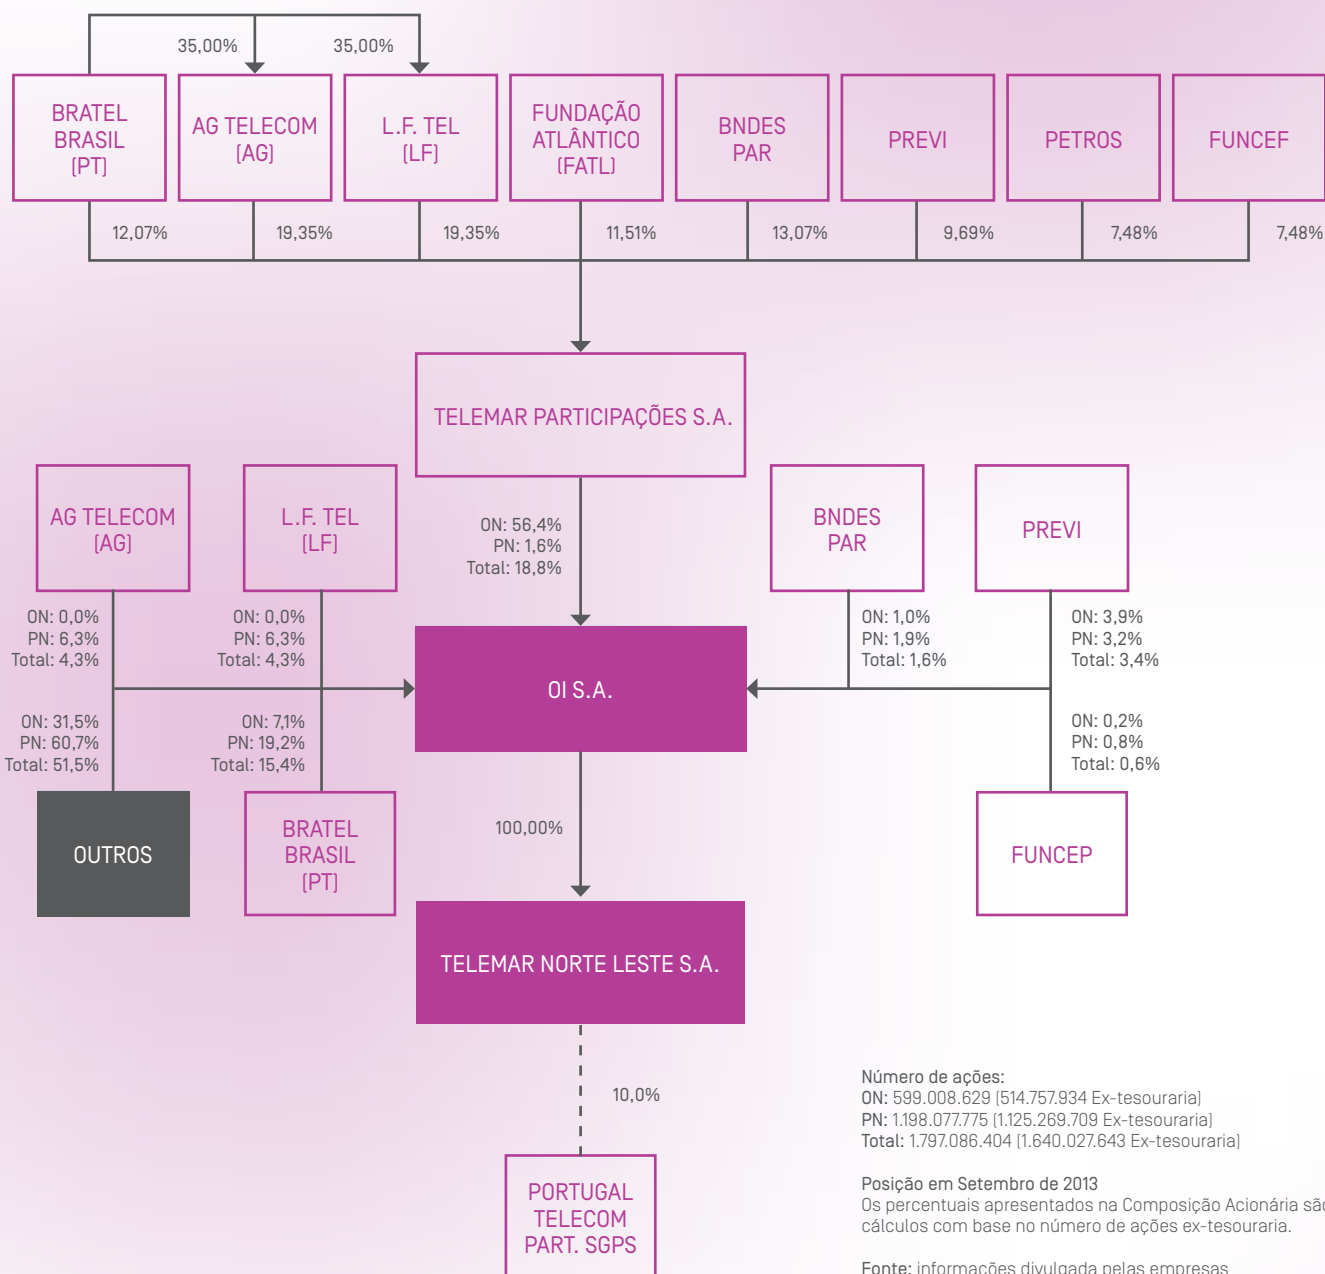 35,00%
35,00%
BRATEL
BRASIL
(PT)
AG TELECOM
(AG)
L.F. TEL
(LF)
FUNDAÇÃO
ATLÂNTICO
(FATL)
BNDES
PAR
PREVI
PETROS
FUNCEF
12,07%
19,35%
19,35%
11,51%
13,07%
9,69%
7,48%
7,48%
TELEMAR PARTICIPAÇÕES S.A.
AG TELECOM
(AG)
L.F. TEL
(LF)
ON: 56,4%
PN: 1,6%
Total: 18,8%
BNDES
PAR
PREVI
ON: 0,0%
PN: 6,3%
Total: 4,3%
ON: 0,0%
PN: 6,3%
Total: 4,3%
ON: 1,0%
PN: 1,9%
Total: 1,6%
ON: 3,9%
PN: 3,2%
Total: 3,4%
OI S.A.
ON: 31,5%
PN: 60,7%
Total: 51,5%
ON: 7,1%
PN: 19,2%
Total: 15,4%
ON: 0,2%
PN: 0,8%
Total: 0,6%
OUTROS
BRATEL
BRASIL
(PT)
100,00%
FUNCEP
TELEMAR NORTE LESTE S.A.
10,0%
PORTUGAL
TELECOM
PART. SGPS
Número de ações:
ON: 599.008.629 (514.757.934 Ex-tesouraria)
PN: 1.198.077.775 (1.125.269.709 Ex-tesouraria)
Total: 1.797.086.404 (1.640.027.643 Ex-tesouraria)
Posição em Setembro de 2013
Os percentuais apresentados na Composição Acionária são
cálculos com base no número de ações ex-tesouraria.
Fonte: informações divulgada pelas empresas